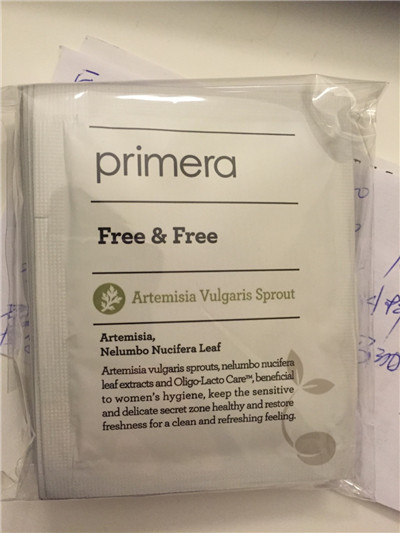 primera
Free & Free
Artemisia Vulgaris Sprout
Artemisia,
Nelumbo Nucifera Leaf
Artemisia vulgaris sprouts, nelumbo nucifera
leaf extracts and Oligo-Lacto Care™, beneficial
to women's hygiene, keep the sensitive
and delicate secret zone healthy and restore
freshness for a clean and refreshing feeling.